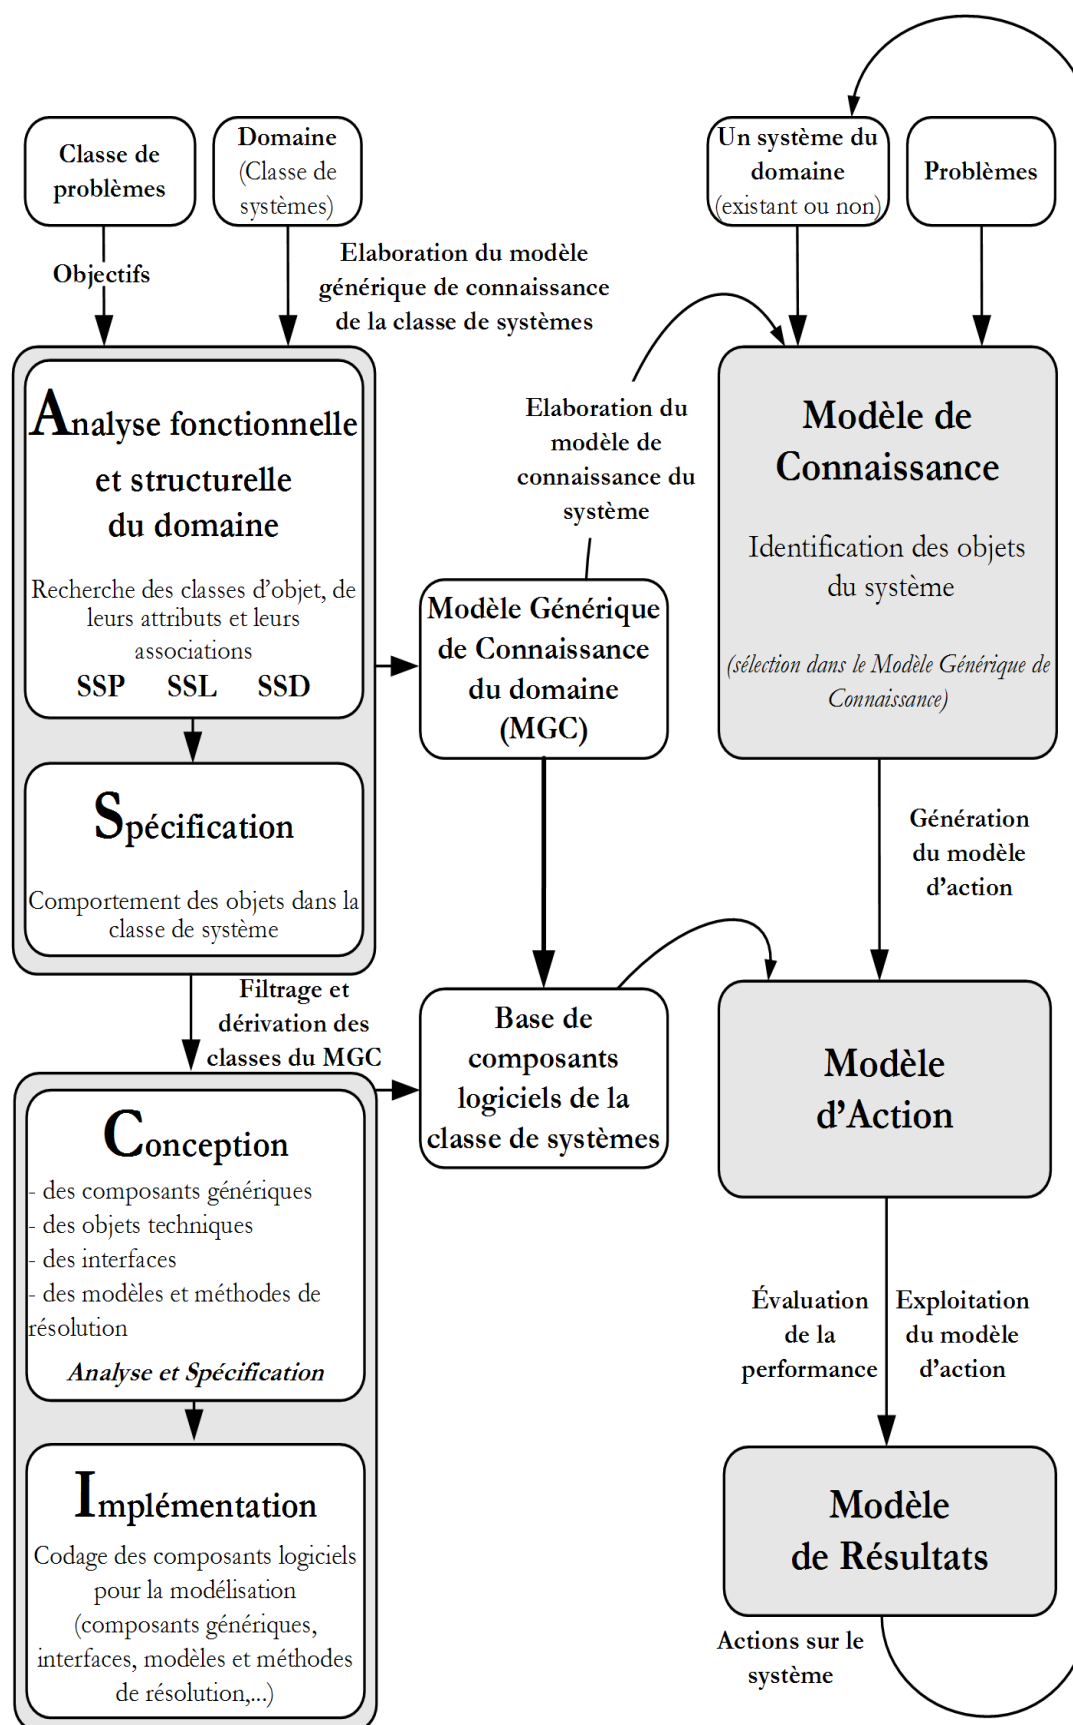 Classe de
problèmes
Domaine
(Classe de
systèmes)
Un système du
domaine
(existant ou non)
Problèmes
Objectifs
Elaboration du modèle
générique de connaissance
de la classe de systèmes
Analyse fonctionnelle
et structurelle
du domaine
Recherche des classes d'objet, de
leurs attributs et leurs
associations
SSP SSL SSD
Elaboration du
modèle de
connaissance du
système
Modèle de
Connaissance
Identification des objets
du système
(sélection dans le Modèle Générique de
Connaissance)
Modèle Générique
de Connaissance
du domaine
(MGC)
Spécification
Comportement des objets dans la
classe de système
Génération
du modèle
d'action
Filtrage et
dérivation des
classes du MGC
Base de
composants
logiciels de la
classe de systèmes
Modèle
d'Action
Conception
- des composants génériques
- des objets techniques
- des interfaces
- des modèles et méthodes de
résolution
Analyse et Spécification
Évaluation
de la
performance
Exploitation
du modèle
d'action
Implémentation
Codage des composants logiciels
pour la modélisation
(composants génériques,
interfaces, modèles et méthodes
de résolution,...)
Modèle
de Résultats
Actions sur le
système